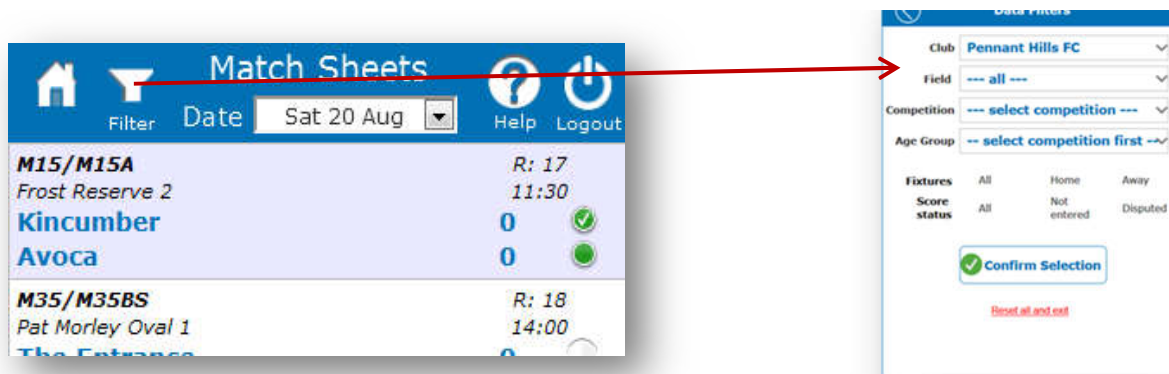 Match Sheets
Filter
Date Sat 20 Aug
Help Logout
M15/M15A R: 17
Frost Reserve 2 11:30
Kincumber 0
Avoca 0
M35/M35BS R: 18
Pat Morley Oval 1 14:00
The Entrance 0
Data Filters
Club Pennant Hills FC
Field --- all ---
Competition --- select competition ---
Age Group -- select competition first --
Fixtures All Home Away
Score status All Not entered Disputed
Confirm Selection
Reset all and exit